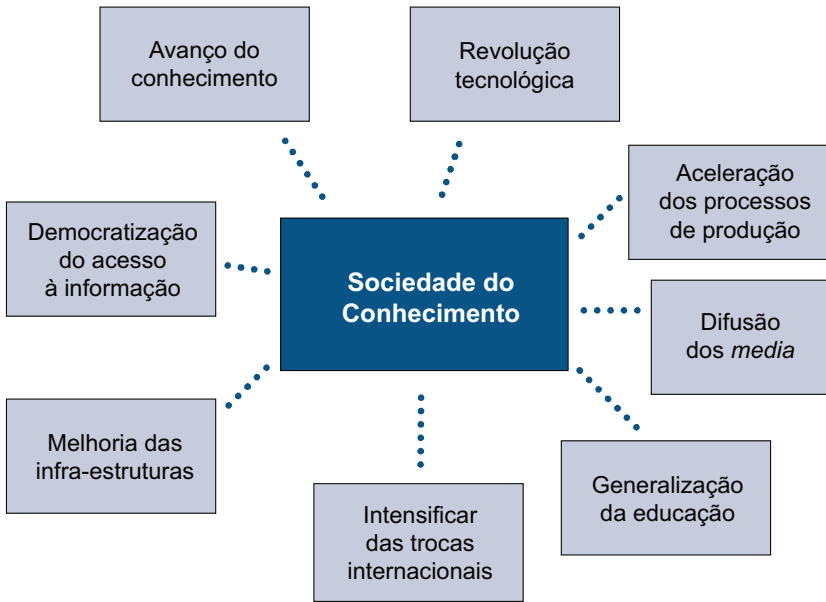 Avanço do
conhecimento
Revolução
tecnológica
Aceleração
dos processos
de produção
Democratização
do acesso
à informação
Sociedade do
Conhecimento
Difusão
dos media
Melhoria das
infra-estruturas
Intensificar
das trocas
internacionais
Generalização
da educação